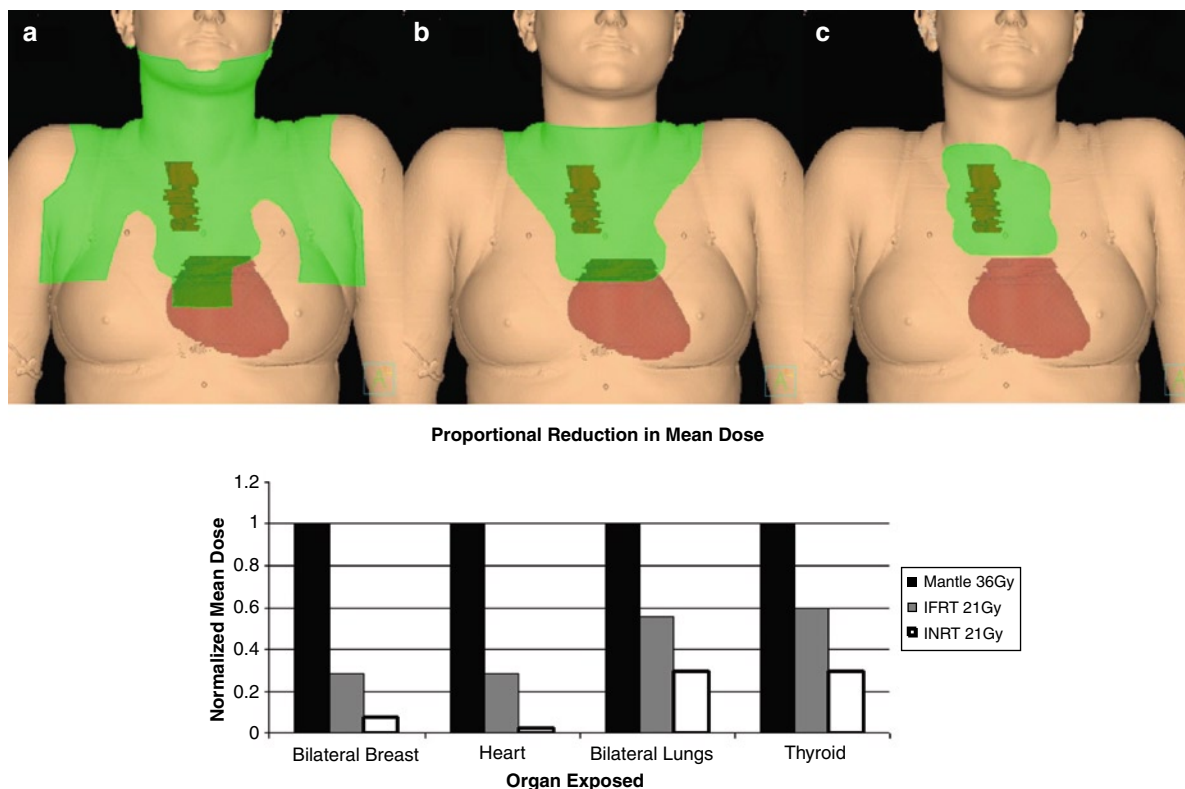 a
b
c
A
A
A
Proportional Reduction in Mean Dose
Normalized Mean Dose
1.2
1
0.8
0.6
0.4
0.2
0
Bilateral Breast
Heart
Bilateral Lungs
Thyroid
Organ Exposed
Mantle 36Gy
IFRT 21Gy
INRT 21Gy